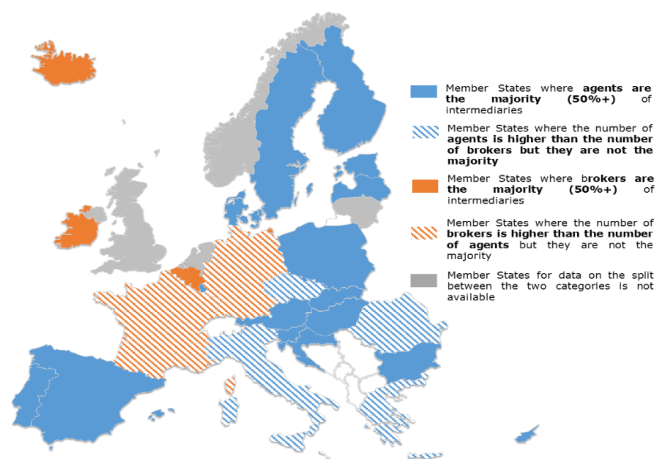 Member States where agents are
the majority (50%+) of
intermediaries
Member States where the number of
agents is higher than the number
of brokers but they are not the
majority
Member States where brokers are
the majority (50%+) of
intermediaries
Member States where the number of
brokers is higher than the number
of agents but they are not the
majority
Member States for data on the split
between the two categories is not
available